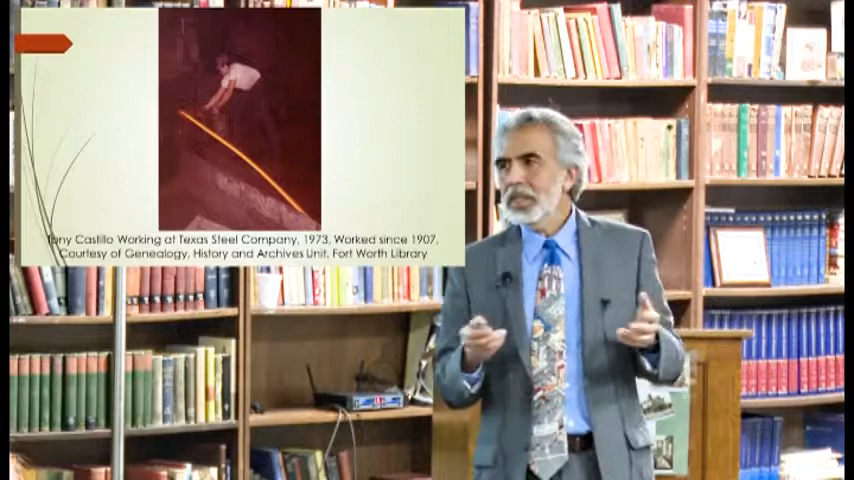 Tony Castillo Working at Texas Steel Company, 1973. Worked since 1907,
Courtesy of Genealogy, History and Archives Unit, Fort Worth Library